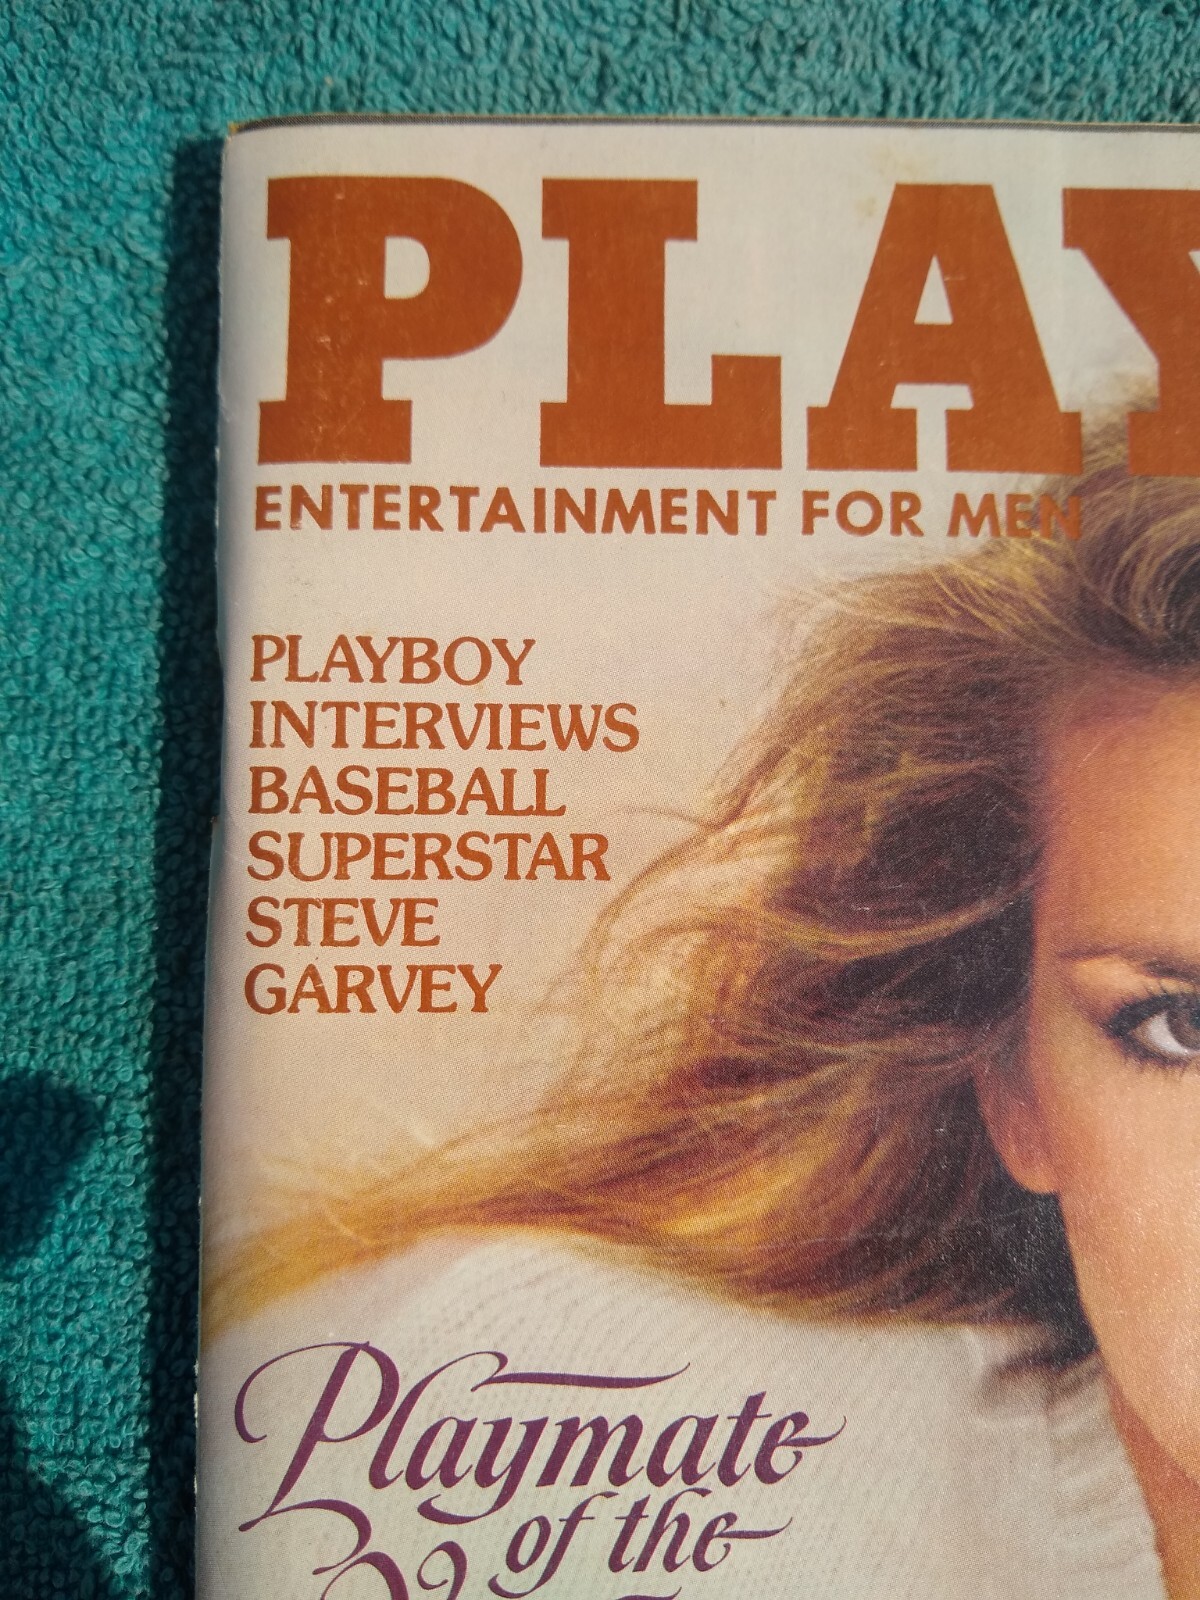 PLAY
ENTERTAINMENT FOR MEN
PLAYBOY
INTERVIEWS
BASEBALL
SUPERSTAR
STEVE
GARVEY
Playmate
of the